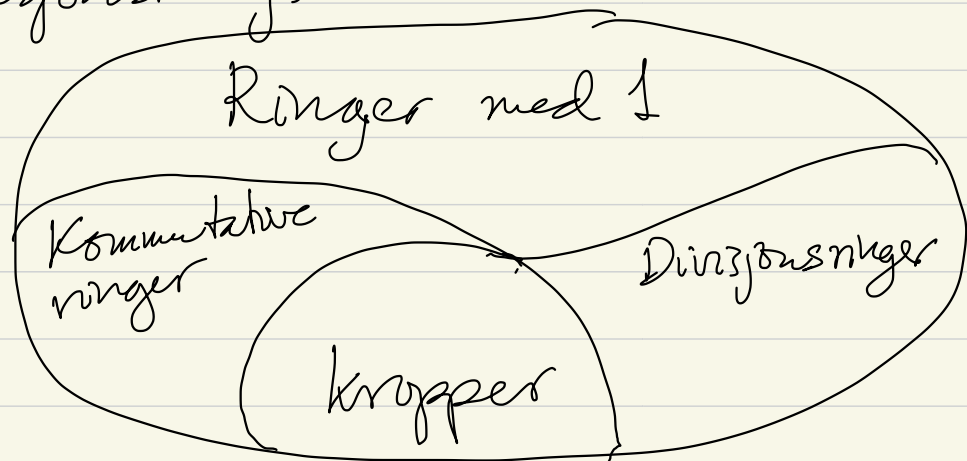 Ringer med 1
Kommutative
ringer
Divisjonsringer
kropper